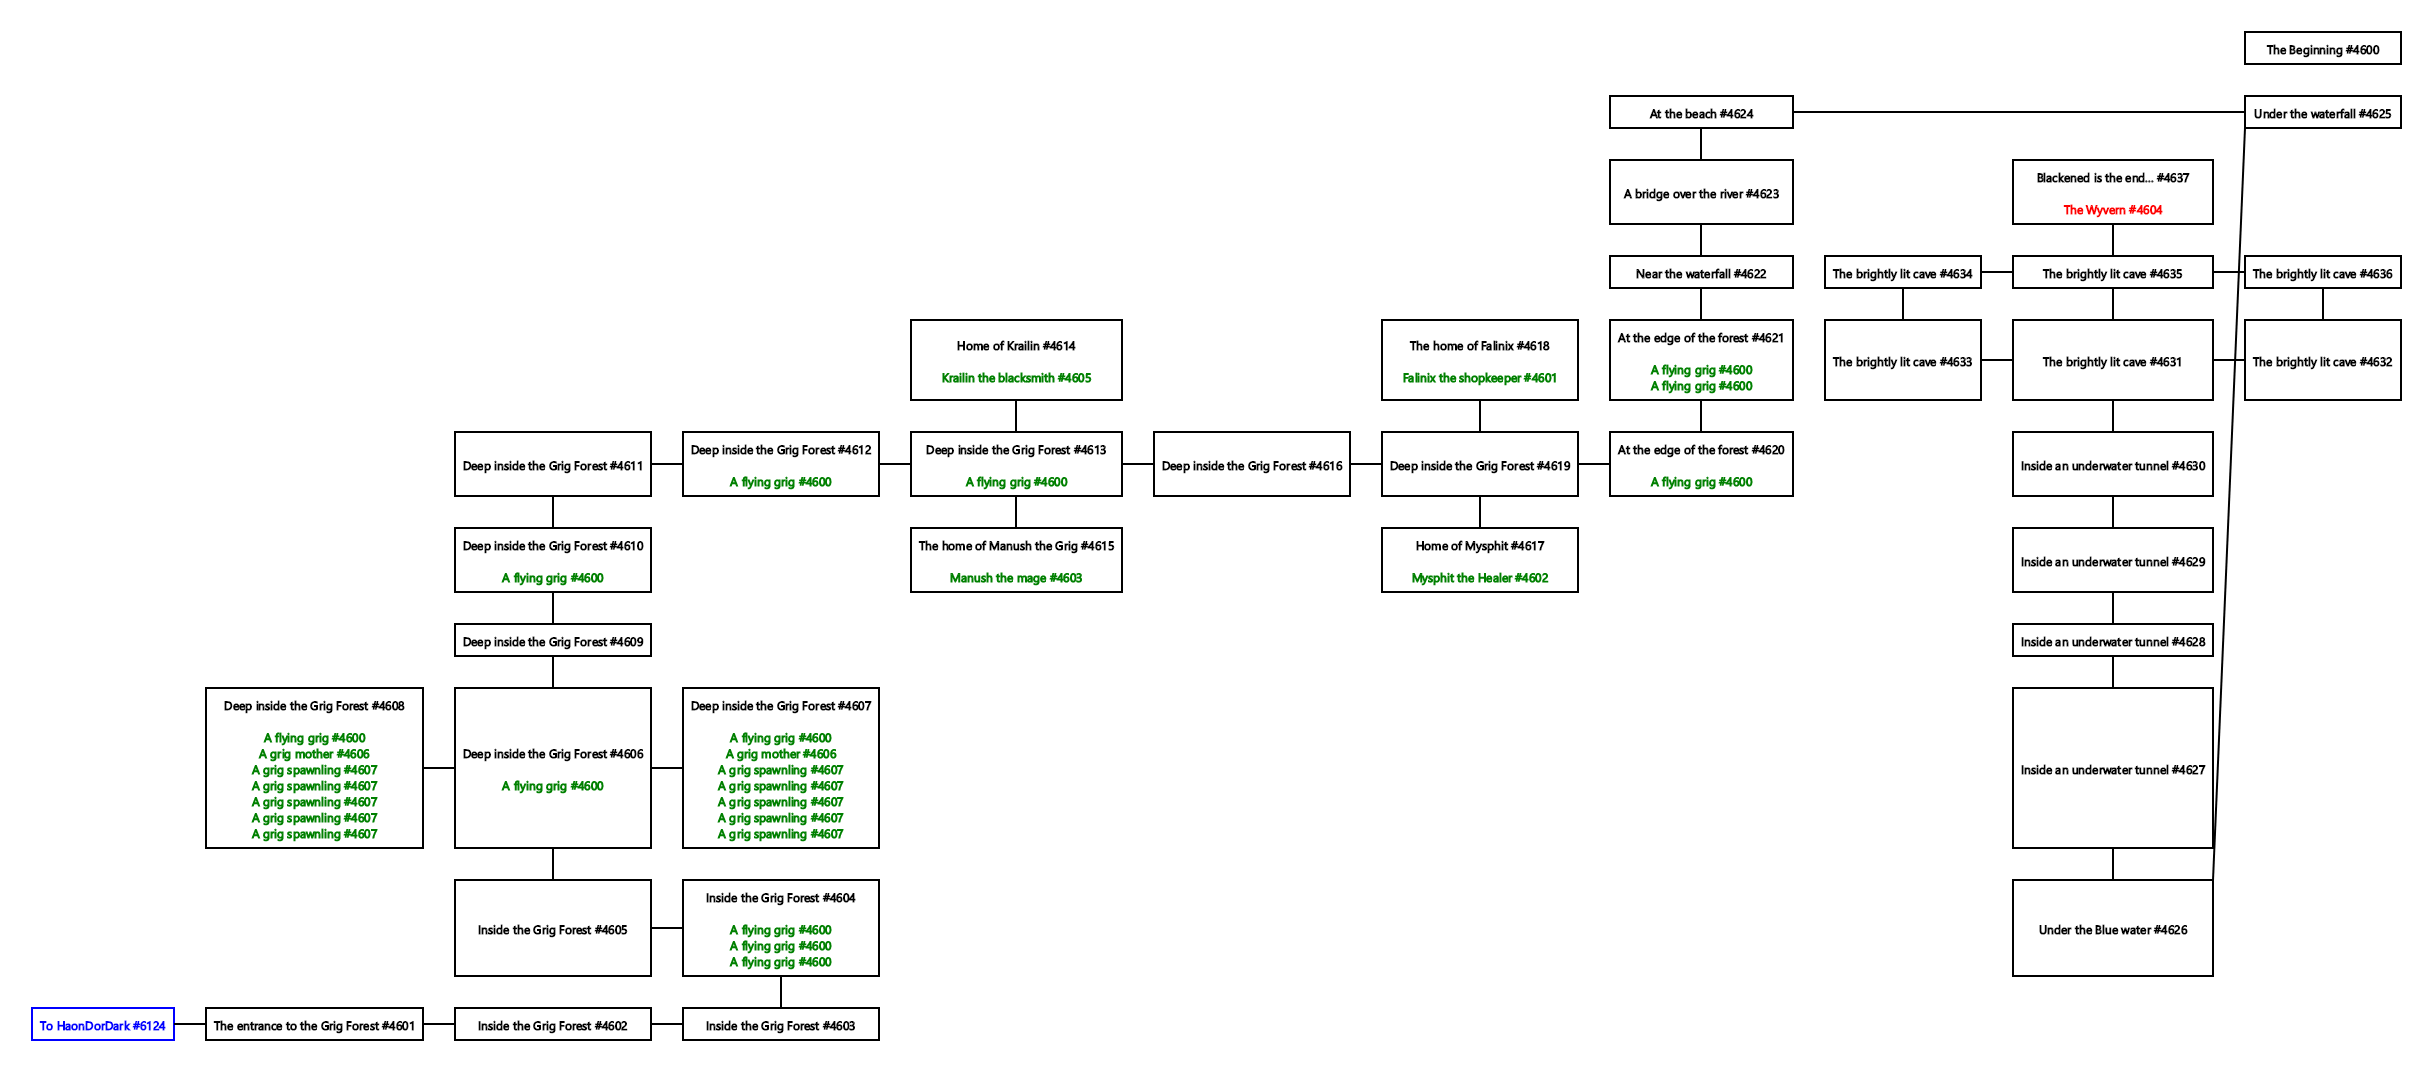 The Beginning #4600
At the beach #4624
Under the waterfall #4625
A bridge over the river #4623
Blackened is the end... #4637
The Wyvern #4604
Near the waterfall #4622
The brightly lit cave #4634
The brightly lit cave #4635
The brightly lit cave #4636
Home of Krailin #4614
Krailin the blacksmith #4605
The home of Falinix #4618
Falinix the shopkeeper #4601
At the edge of the forest #4621
A flying grig #4600
A flying grig #4600
The brightly lit cave #4633
The brightly lit cave #4631
The brightly lit cave #4632
Deep inside the Grig Forest #4611
Deep inside the Grig Forest #4612
A flying grig #4600
Deep inside the Grig Forest #4613
A flying grig #4600
Deep inside the Grig Forest #4616
Deep inside the Grig Forest #4619
At the edge of the forest #4620
A flying grig #4600
Inside an underwater tunnel #4630
Deep inside the Grig Forest #4610
A flying grig #4600
The home of Manush the Grig #4615
Manush the mage #4603
Home of Mysphit #4617
Mysphit the Healer #4602
Inside an underwater tunnel #4629
Deep inside the Grig Forest #4609
Inside an underwater tunnel #4628
Deep inside the Grig Forest #4608
A flying grig #4600
A grig mother #4606
A grig spawnling #4607
A grig spawnling #4607
A grig spawnling #4607
A grig spawnling #4607
A grig spawnling #4607
Deep inside the Grig Forest #4606
A flying grig #4600
Deep inside the Grig Forest #4607
A flying grig #4600
A grig mother #4606
A grig spawnling #4607
A grig spawnling #4607
A grig spawnling #4607
A grig spawnling #4607
A grig spawnling #4607
Inside an underwater tunnel #4627
Inside the Grig Forest #4605
Inside the Grig Forest #4604
A flying grig #4600
A flying grig #4600
A flying grig #4600
Under the Blue water #4626
To HaonDorDark #6124
The entrance to the Grig Forest #4601
Inside the Grig Forest #4602
Inside the Grig Forest #4603